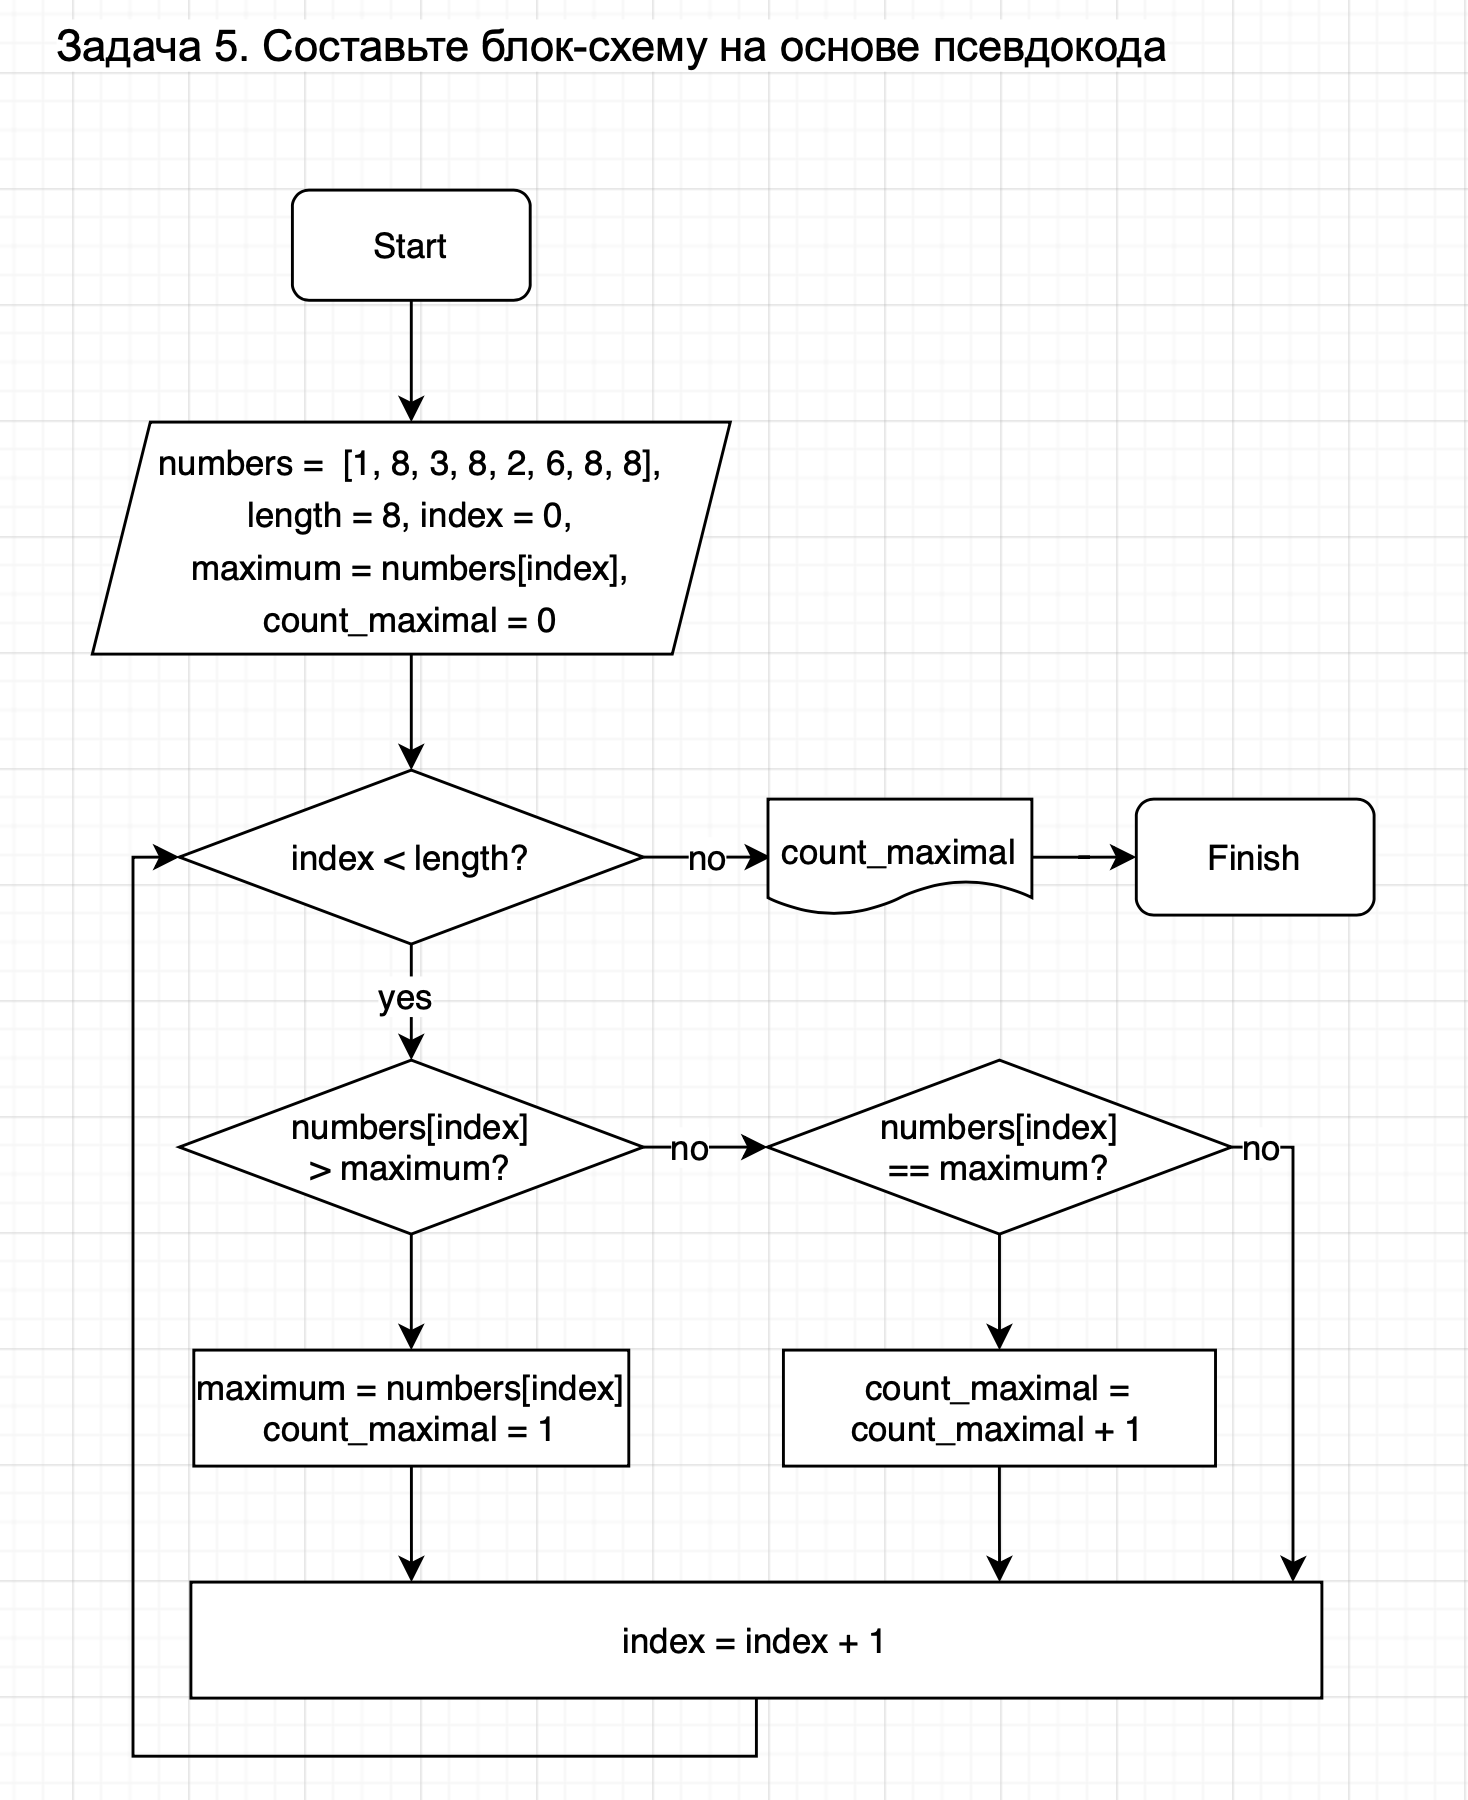 Задача 5. Составьте блок-схему на основе псевдокода
Start
numbers = [1, 8, 3, 8, 2, 6, 8, 8],
length = 8, index = 0,
maximum = numbers[index],
count_maximal = 0
index < length?
no
count_maximal
Finish
yes
numbers[index]
> maximum?
no
numbers[index]
== maximum?
no
maximum = numbers[index]
count_maximal = 1
count_maximal =
count_maximal + 1
index = index + 1